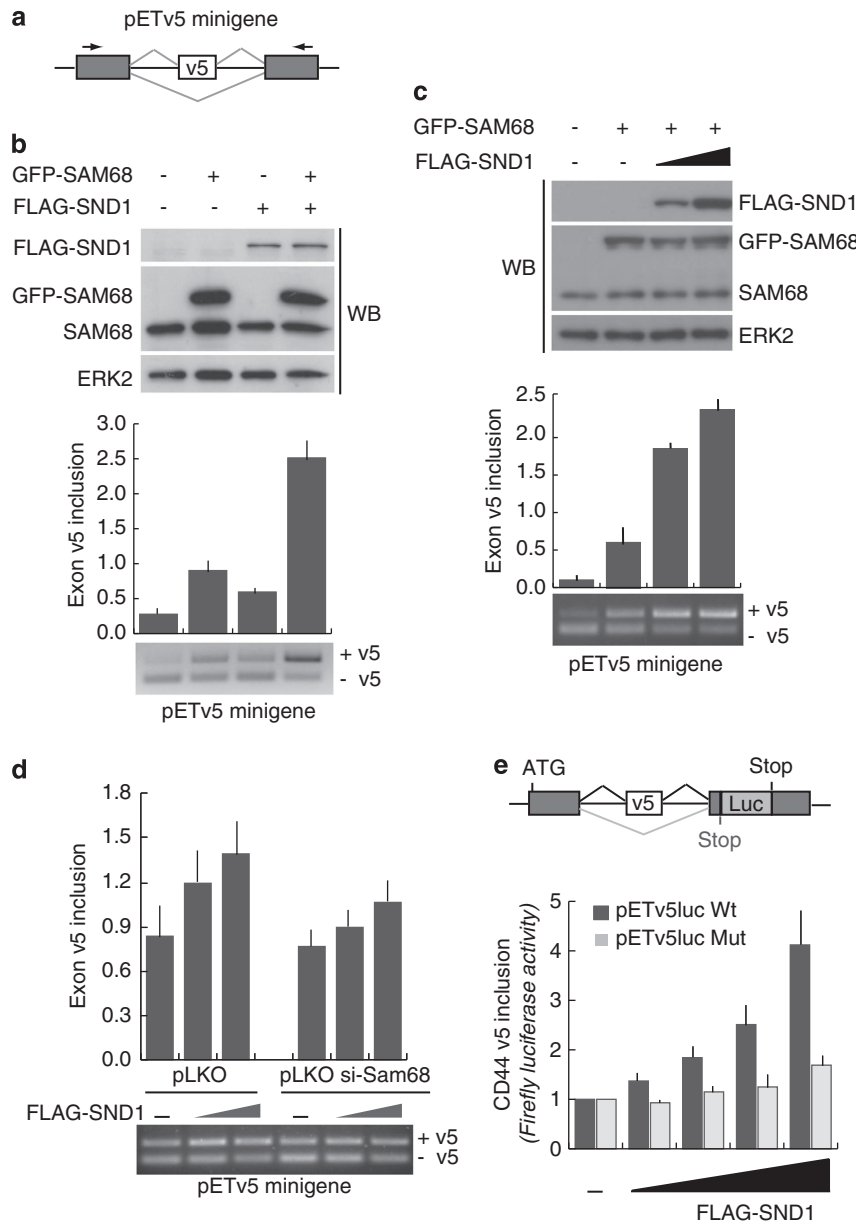 a
pETv5 minigene
v5
b
GFP-SAM68 - + - +
FLAG-SND1 - - + +
FLAG-SND1
GFP-SAM68
SAM68
ERK2
WB
Exon v5 inclusion
3.0
2.5
2.0
1.5
1.0
0.5
0.0
+ v5
- v5
pETv5 minigene
c
GFP-SAM68 - + + +
FLAG-SND1 - -
WB
FLAG-SND1
GFP-SAM68
SAM68
ERK2
Exon v5 inclusion
2.5
2.0
1.5
1.0
0.5
0.0
+ v5
- v5
pETv5 minigene
d
Exon v5 inclusion
1.8
1.5
1.2
0.9
0.6
0.3
0.0
pLKO
pLKO si-Sam68
FLAG-SND1 – –
+ v5
- v5
pETv5 minigene
e
ATG
Stop
v5
Luc
Stop
CD44 v5 inclusion
(Firefly luciferase activity)
5
4
3
2
1
0
pETv5luc Wt
pETv5luc Mut
–
FLAG-SND1